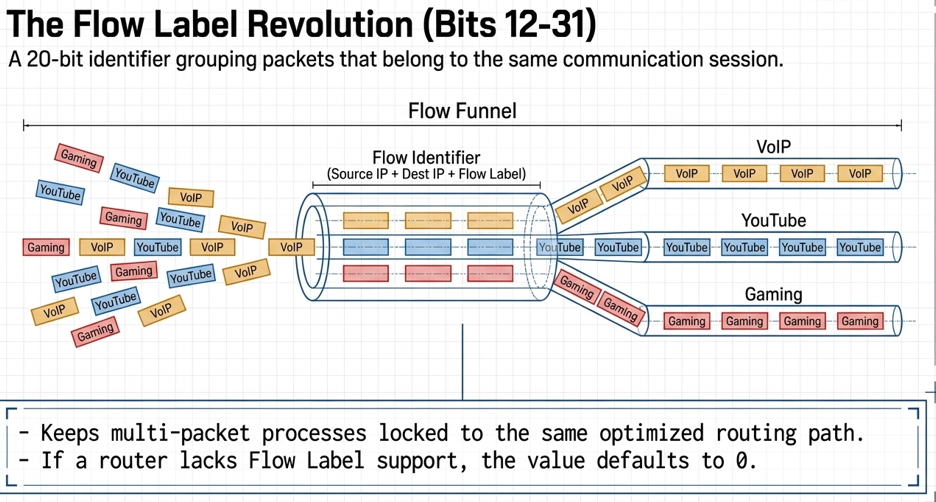 The Flow Label Revolution (Bits 12-31)
A 20-bit identifier grouping packets that belong to the same communication session.
Flow Funnel
Flow Identifier
(Source IP + Dest IP + Flow Label)
Gaming
YouTube
YouTube
VoIP
Gaming
YouTube
VoIP
Gaming
VoIP
YouTube
VoIP
VoIP
YouTube
Gaming
YouTube
VoIP
VoIP
YouTube
VoIP
Gaming
VoIP
VoIP
VoIP
VoIP VoIP VoIP VoIP
YouTube
YouTube YouTube YouTube YouTube YouTube YouTube
Gaming
Gaming
Gaming
Gaming Gaming Gaming Gaming
- Keeps multi-packet processes locked to the same optimized routing path.
- If a router lacks Flow Label support, the value defaults to 0.